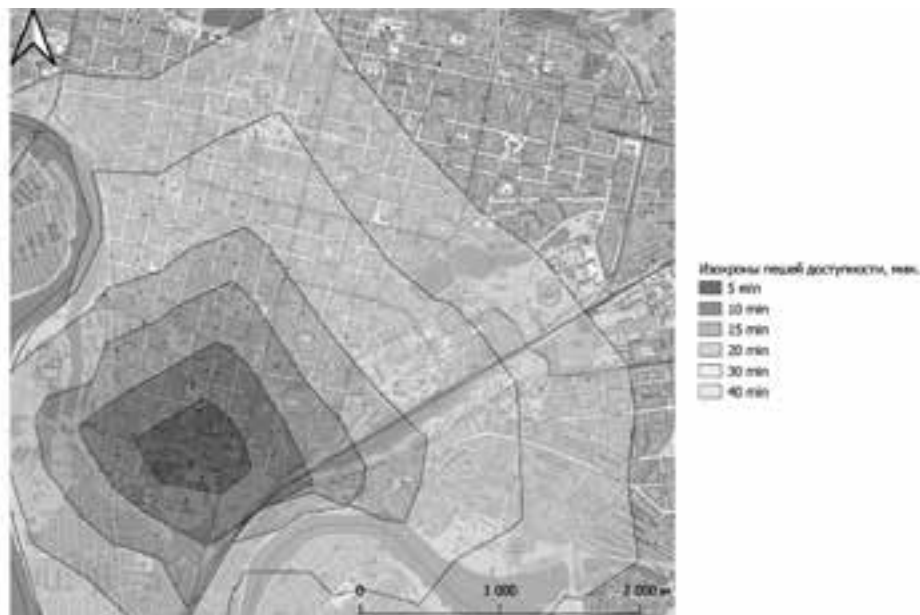 Изохроны пешей доступности, мин.
5 min
10 min
15 min
20 min
30 min
40 min
0 1 000 2 000 м